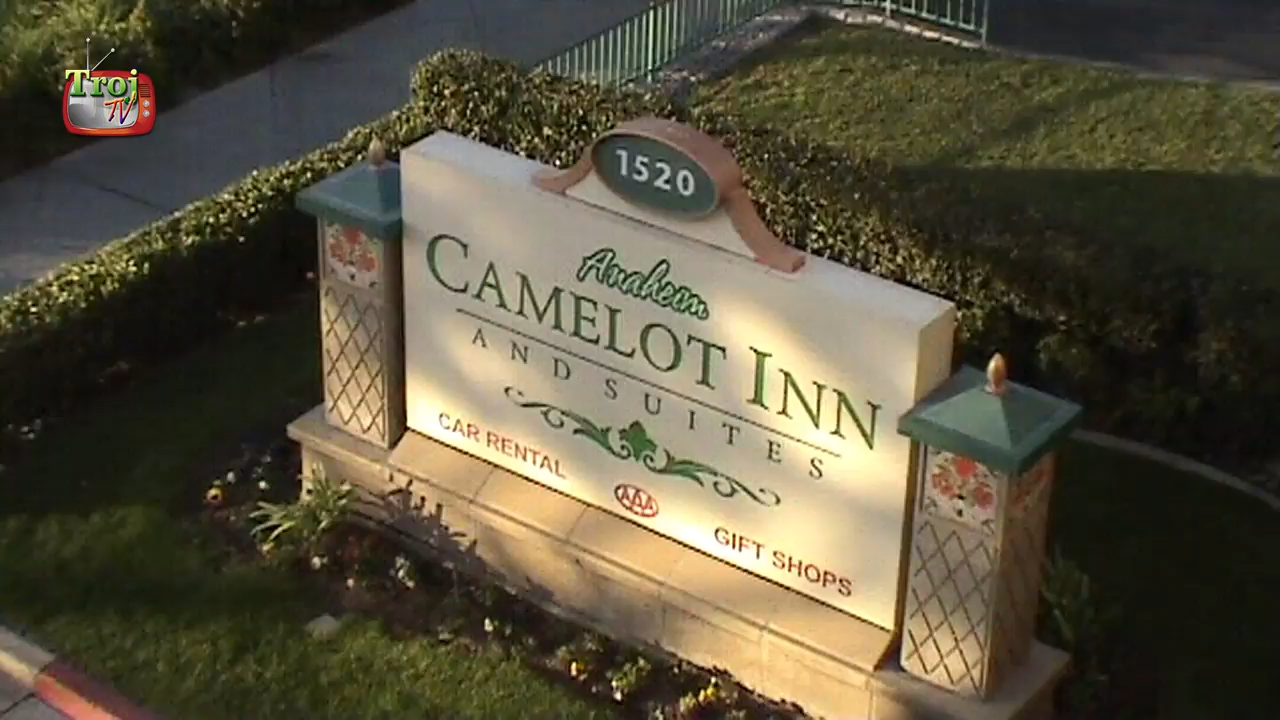 Troj
TV
1520
Anaheim
CAMELOT INN
AND SUITES
CAR RENTAL
AAA
GIFT SHOPS